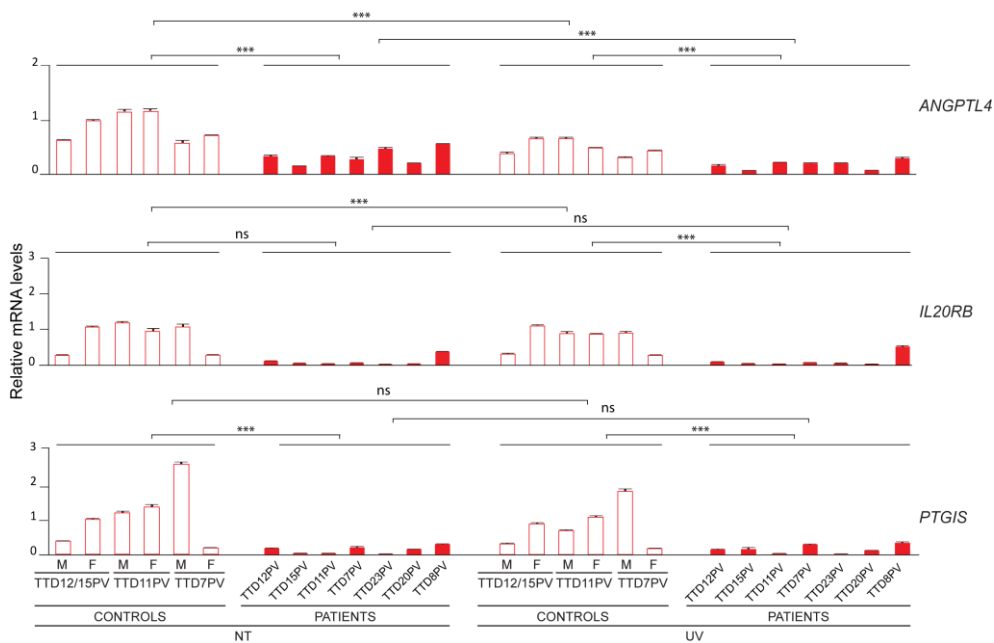 ***
***
***
***
2
1
0
ANGPTL4
***
ns
ns
***
3
2
1
0
IL20RB
ns
ns
***
***
3
2
1
0
PTGIS
Relative mRNA levels
M F M F M F M F M F M F
TTD12/15PV TTD11PV TTD7PV TTD12PV TTD15PV TTD11PV TTD7PV TTD23PV TTD20PV TTD8PV TTD12/15PV TTD11PV TTD7PV TTD12PV TTD15PV TTD11PV TTD7PV TTD23PV TTD20PV TTD8PV
CONTROLS PATIENTS CONTROLS PATIENTS
NT UV